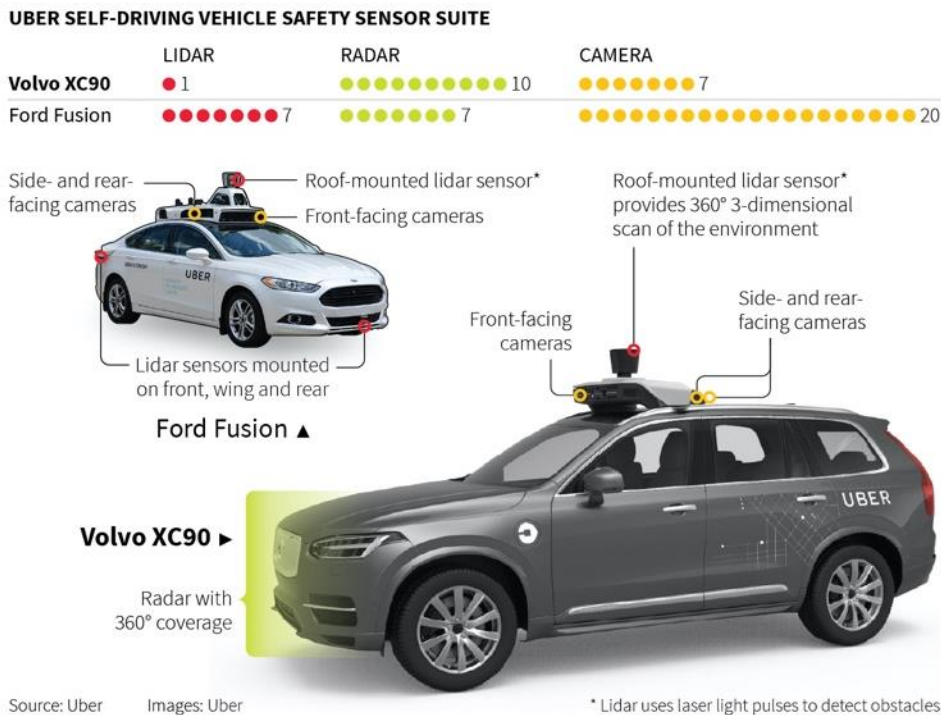 UBER SELF-DRIVING VEHICLE SAFETY SENSOR SUITE
LIDAR RADAR CAMERA
Volvo XC90 1 10 7
Ford Fusion 7 7 20
Side- and rear-
facing cameras
Roof-mounted lidar sensor*
Front-facing cameras
UBER
Lidar sensors mounted
on front, wing and rear
Ford Fusion ▲
Roof-mounted lidar sensor*
provides 360° 3-dimensional
scan of the environment
Front-facing
cameras
Side- and rear-
facing cameras
UBER
Volvo XC90 ►
Radar with
360° coverage
Source: Uber Images: Uber
* Lidar uses laser light pulses to detect obstacles